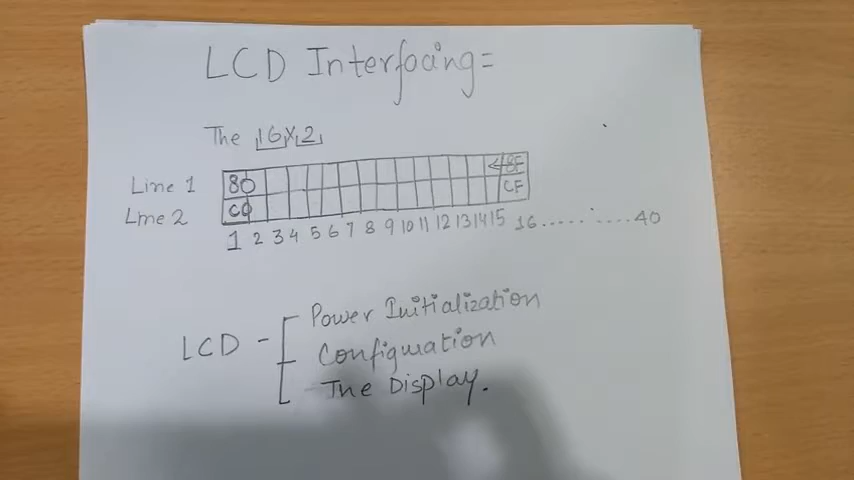 LCD Interfacing=
The 16X2
Line 1 80 8F
Line 2 C0 CF
1 2 3 4 5 6 7 8 9 10 11 12 13 14 15 16...... ....40
LCD - Power Initialization
Configuration
The Display.